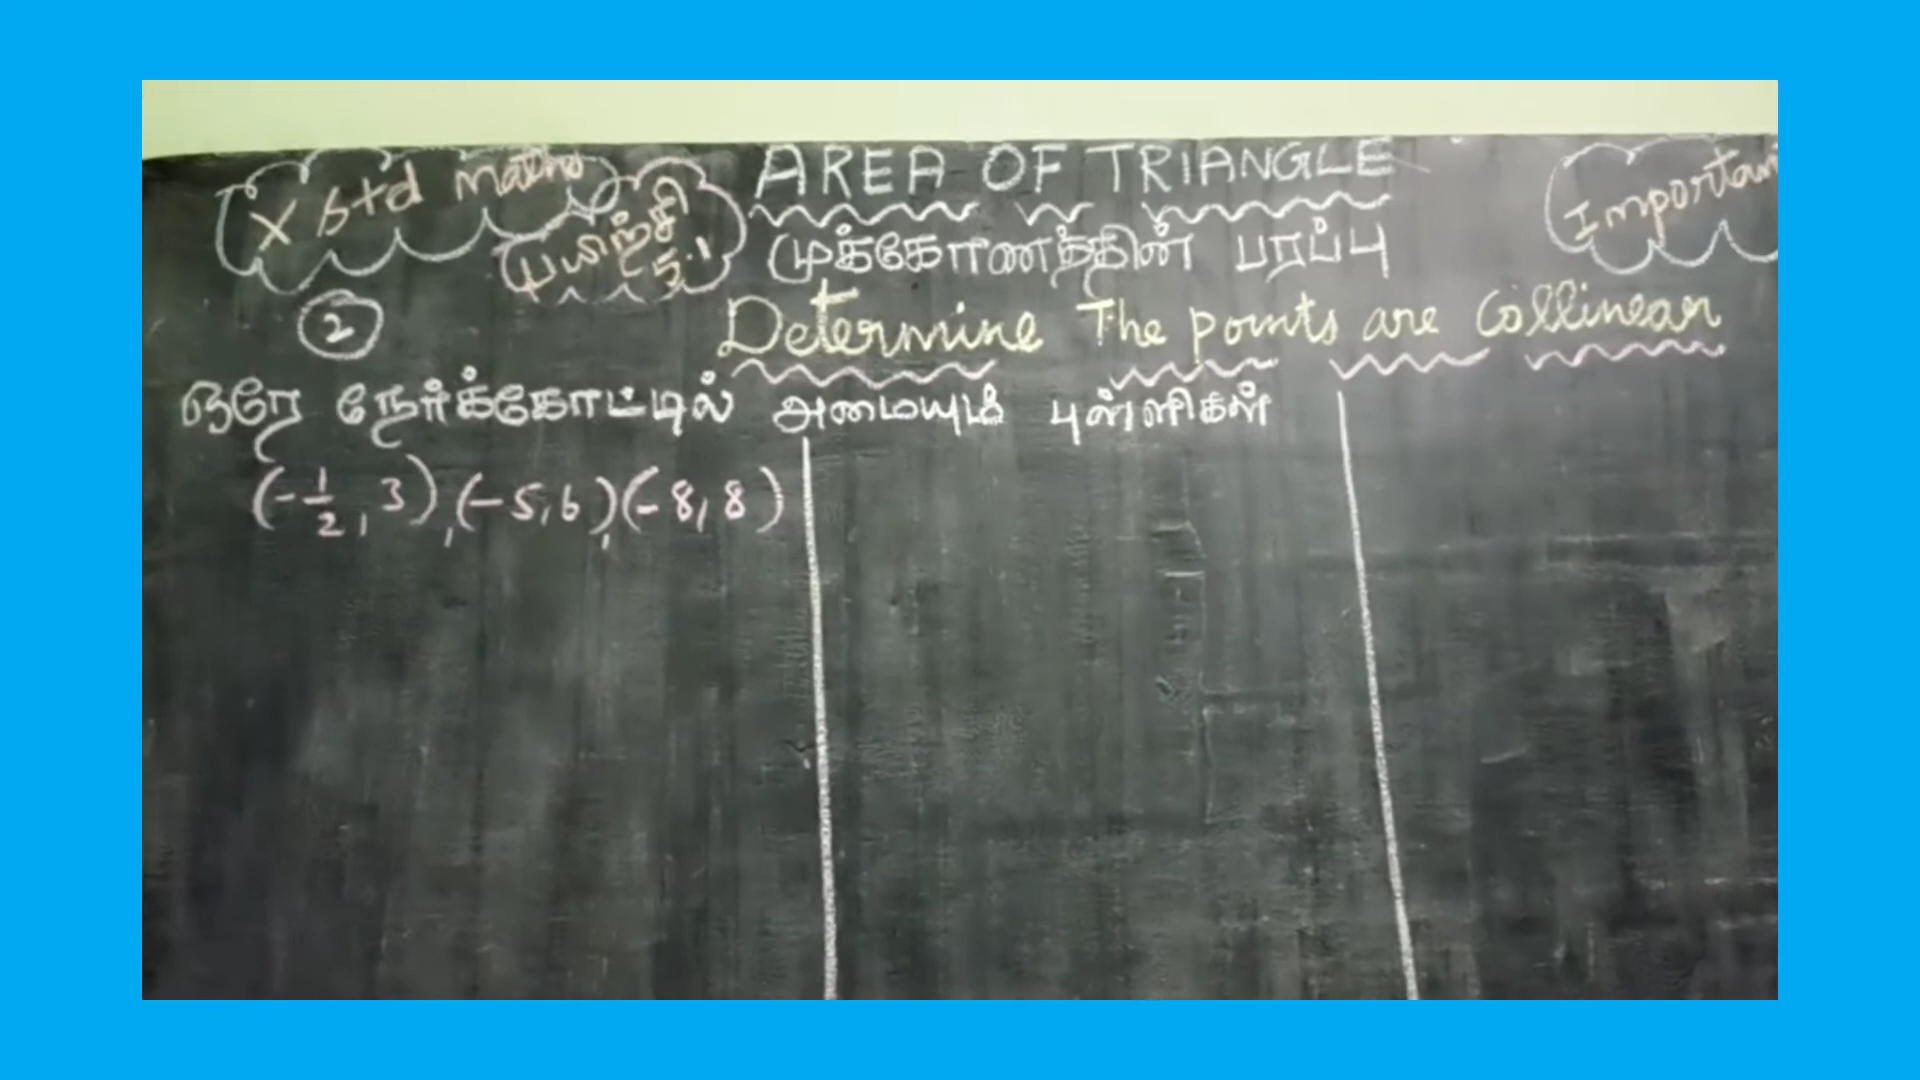 X std maths
பயிற்சி
5.1
AREA OF TRIANGLE
முக்கோணத்தின் பரப்பு
Important
2
Determine The points are Collinear
ஒரே நேர்க்கோட்டில் அமையும் புள்ளிகள்
(-1/2, 3), (-5, 6), (-8, 8)